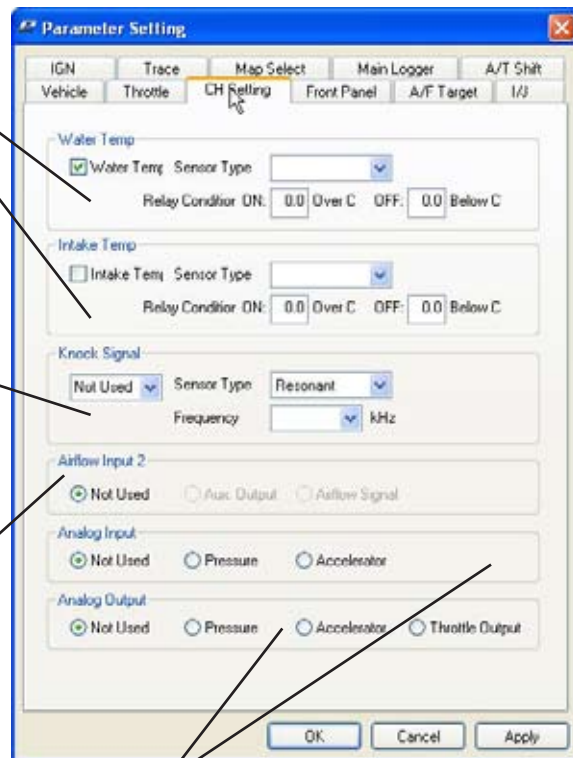 Parameter Setting
IGN Trace Map Select Main Logger A/T Shift
Vehicle Throttle CH Setting Front Panel A/F Target I/J
Water Temp
Water Temp Sensor Type
Relay Condition ON: 0.0 Over C OFF: 0.0 Below C
Intake Temp
Intake Tem Sensor Type
Relay Condition ON: 0.0 Over C OFF: 0.0 Below C
Knock Signal
Not Used Sensor Type Resonant
Frequency kHz
Airflow Input 2
Not Used Aux. Output Airflow Signal
Analog Input
Not Used Pressure Accelerator
Analog Output
Not Used Pressure Accelerator Throttle Output
OK Cancel Apply